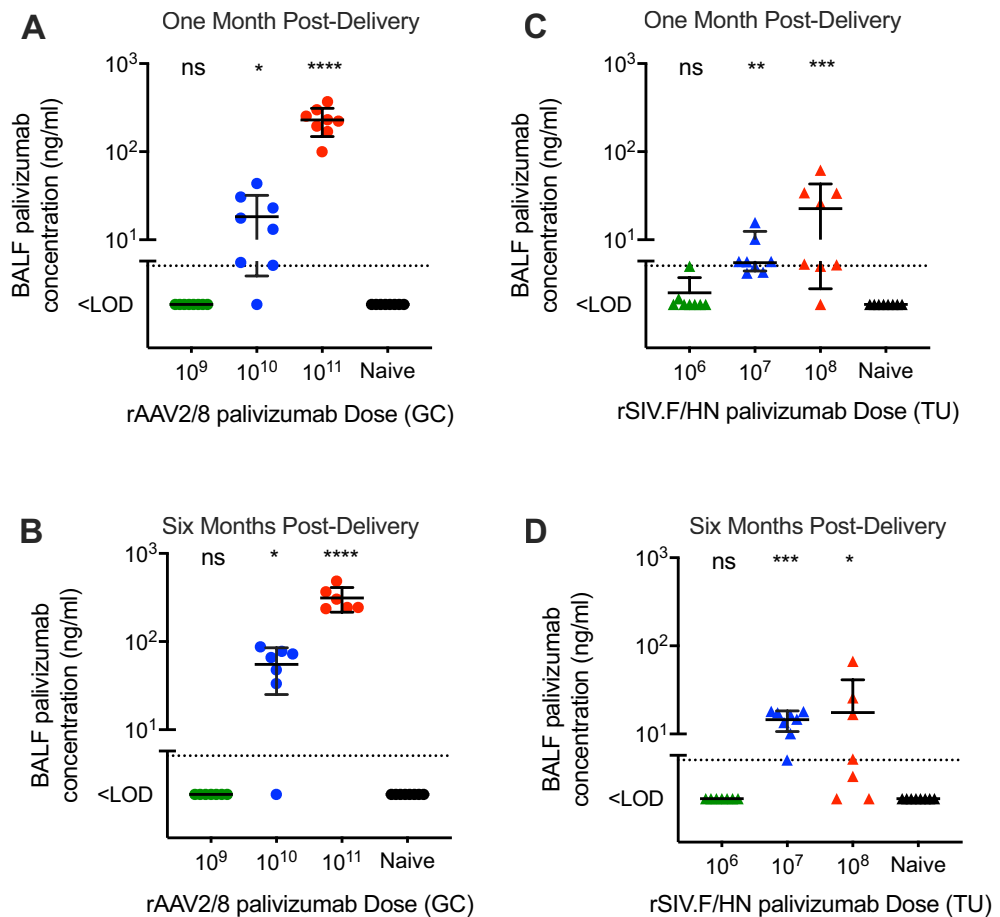 A
One Month Post-Delivery
ns * ****
10³
10²
10¹
<LOD
BALF palivizumab
concentration (ng/ml)
10⁹ 10¹⁰ 10¹¹ Naive
rAAV2/8 palivizumab Dose (GC)
C
One Month Post-Delivery
ns ** ***
10³
10²
10¹
<LOD
BALF palivizumab
concentration (ng/ml)
10⁶ 10⁷ 10⁸ Naive
rSIV.F/HN palivizumab Dose (TU)
B
Six Months Post-Delivery
ns * ****
10³
10²
10¹
<LOD
BALF palivizumab
concentration (ng/ml)
10⁹ 10¹⁰ 10¹¹ Naive
rAAV2/8 palivizumab Dose (GC)
D
Six Months Post-Delivery
ns *** *
10³
10²
10¹
<LOD
BALF palivizumab
concentration (ng/ml)
10⁶ 10⁷ 10⁸ Naive
rSIV.F/HN palivizumab Dose (TU)